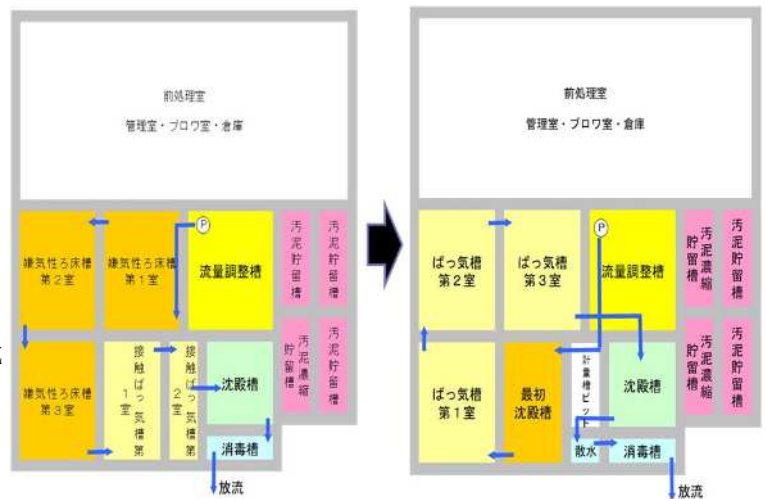 前処理室
管理室・ブロワ室・倉庫
P
嫌気性ろ床槽
第２室
嫌気性ろ床槽
第１室
流量調整槽
汚泥貯留槽
汚泥貯留槽
嫌気性ろ床槽
第３室
接触ばっ気槽第
１室
接触ばっ気槽第
２室
沈殿槽
汚泥濃縮
貯留槽
汚泥貯留槽
消毒槽
放流
前処理室
管理室・ブロワ室・倉庫
P
ばっ気槽
第２室
ばっ気槽
第３室
流量調整槽
汚泥濃縮
貯留槽
汚泥貯留槽
ばっ気槽
第１室
最初
沈殿槽
計量槽ピット
沈殿槽
汚泥濃縮
貯留槽
汚泥貯留槽
散水
消毒槽
放流